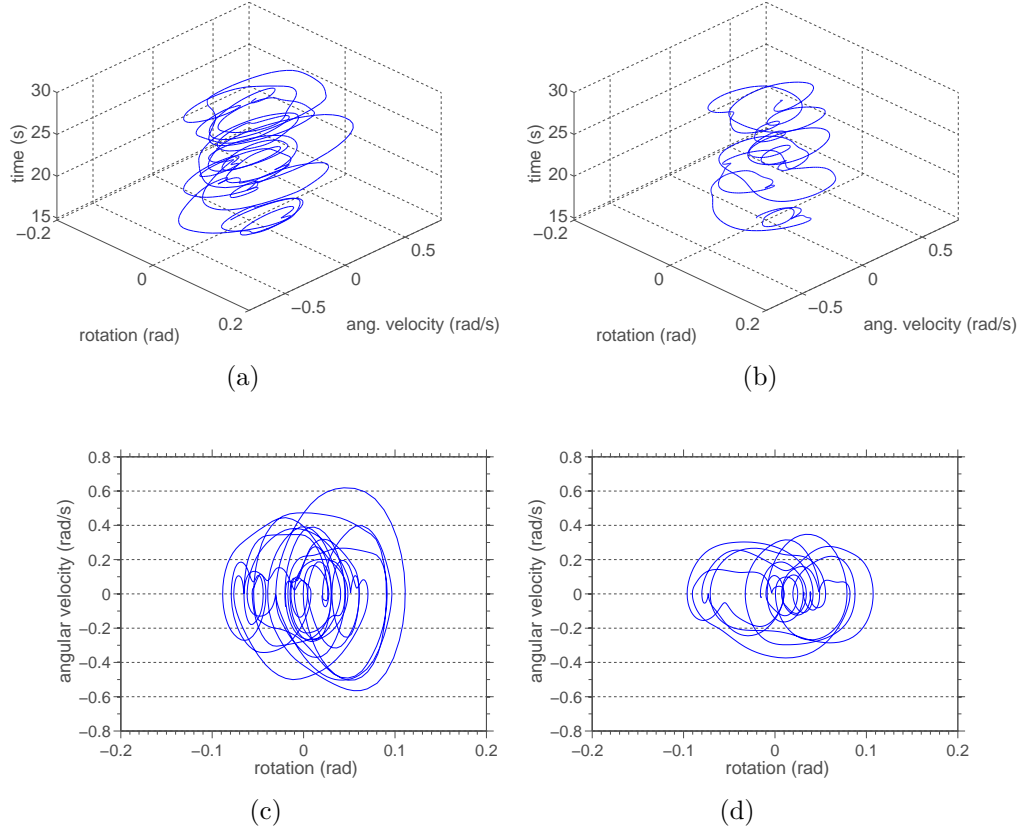 30
25
20
15
time (s)
−0.2
0
0.2
rotation (rad)
−0.5
0
0.5
ang. velocity (rad/s)
(a)
30
25
20
15
time (s)
−0.2
0
0.2
rotation (rad)
−0.5
0
0.5
ang. velocity (rad/s)
(b)
0.8
0.6
0.4
0.2
0
−0.2
−0.4
−0.6
−0.8
angular velocity (rad/s)
−0.2 −0.1 0 0.1 0.2
rotation (rad)
(c)
0.8
0.6
0.4
0.2
0
−0.2
−0.4
−0.6
−0.8
angular velocity (rad/s)
−0.2 −0.1 0 0.1 0.2
rotation (rad)
(d)